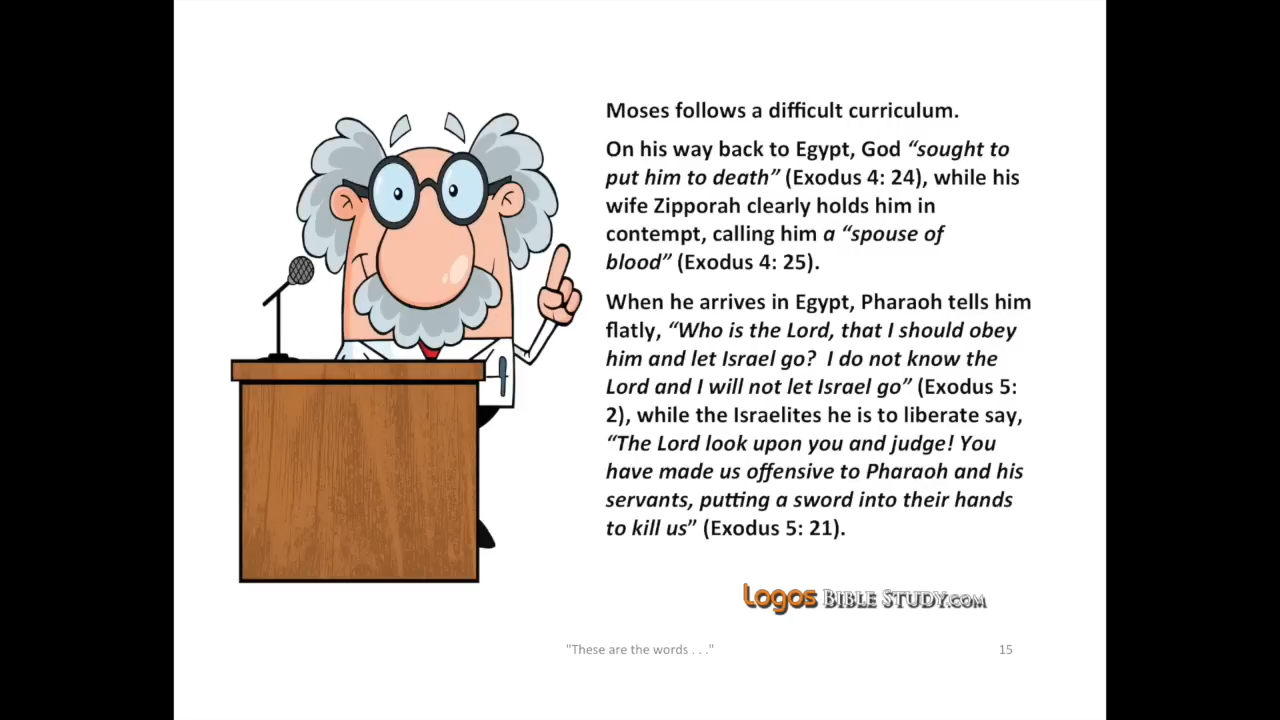 Moses follows a difficult curriculum.
On his way back to Egypt, God “sought to
put him to death” (Exodus 4: 24), while his
wife Zipporah clearly holds him in
contempt, calling him a “spouse of
blood” (Exodus 4: 25).
When he arrives in Egypt, Pharaoh tells him
flatly, “Who is the Lord, that I should obey
him and let Israel go?  I do not know the
Lord and I will not let Israel go” (Exodus 5:
2), while the Israelites he is to liberate say,
“The Lord look upon you and judge! You
have made us offensive to Pharaoh and his
servants, putting a sword into their hands
to kill us” (Exodus 5: 21).
Logos BIBLE STUDY.COM
"These are the words . . ."
15